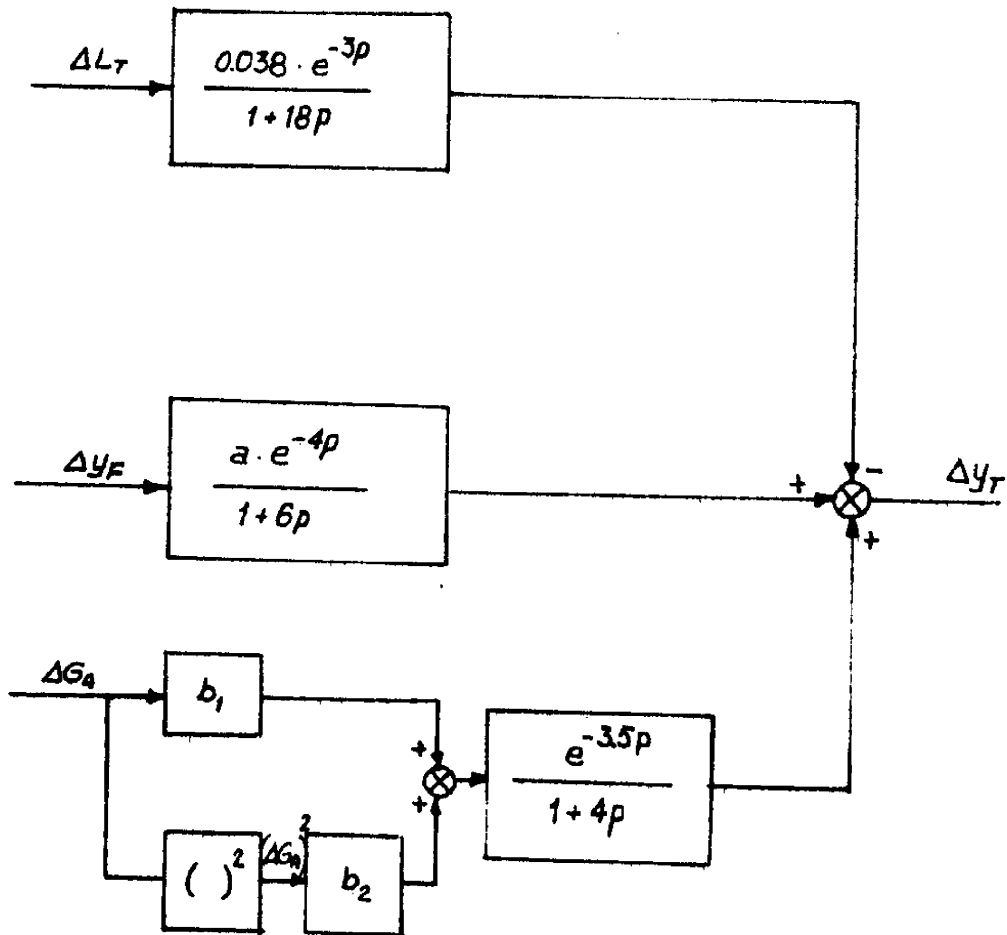 ΔL_T
0.038 · e^{-3p}
1 + 18p
-
Δy_F
a · e^{-4p}
1 + 6p
+
Δy_T
+
ΔG_A
b_1
+
e^{-3.5p}
1 + 4p
+
( )^2
(ΔG_A)^2
b_2